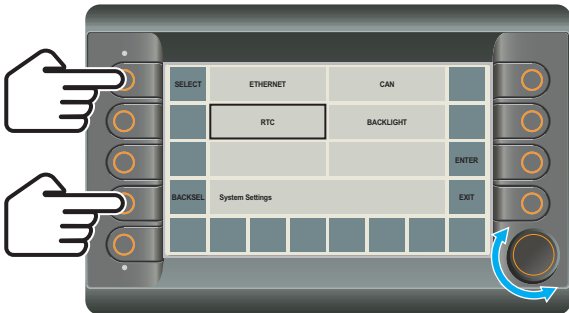 SELECT ETHERNET CAN
RTC BACKLIGHT
ENTER
BACKSEL System Settings EXIT